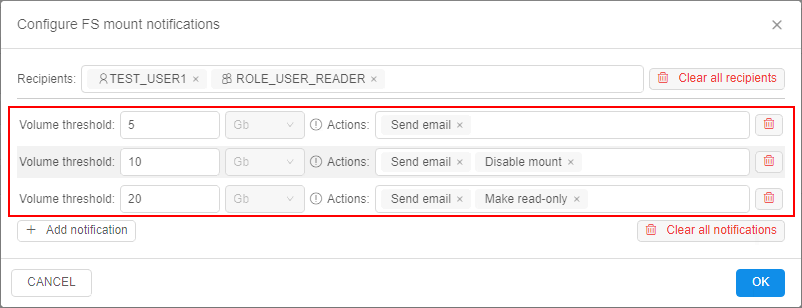 Configure FS mount notifications ×
Recipients: TEST_USER1 × ROLE_USER_READER × Clear all recipients
Volume threshold: 5 Gb Actions: Send email ×
Volume threshold: 10 Gb Actions: Send email × Disable mount ×
Volume threshold: 20 Gb Actions: Send email × Make read-only ×
+ Add notification Clear all notifications
CANCEL OK